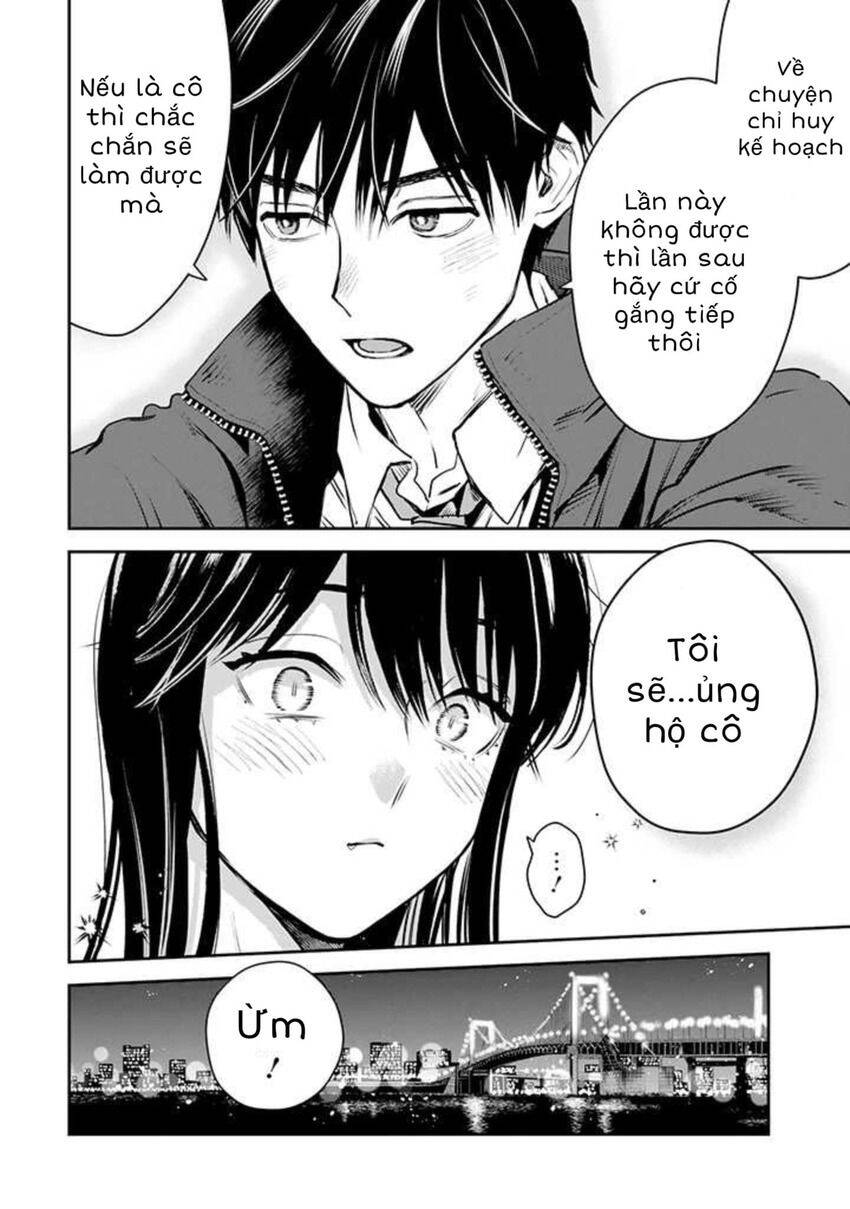 Về
chuyện
chỉ huy
kế hoạch
Lần này
không được
thì lần sau
hãy cứ cố
gắng tiếp
thôi
Nếu là cô
thì chắc
chắn sẽ
làm được
mà
Tôi
sẽ...ủng
hộ cô
...!
Ừm
!